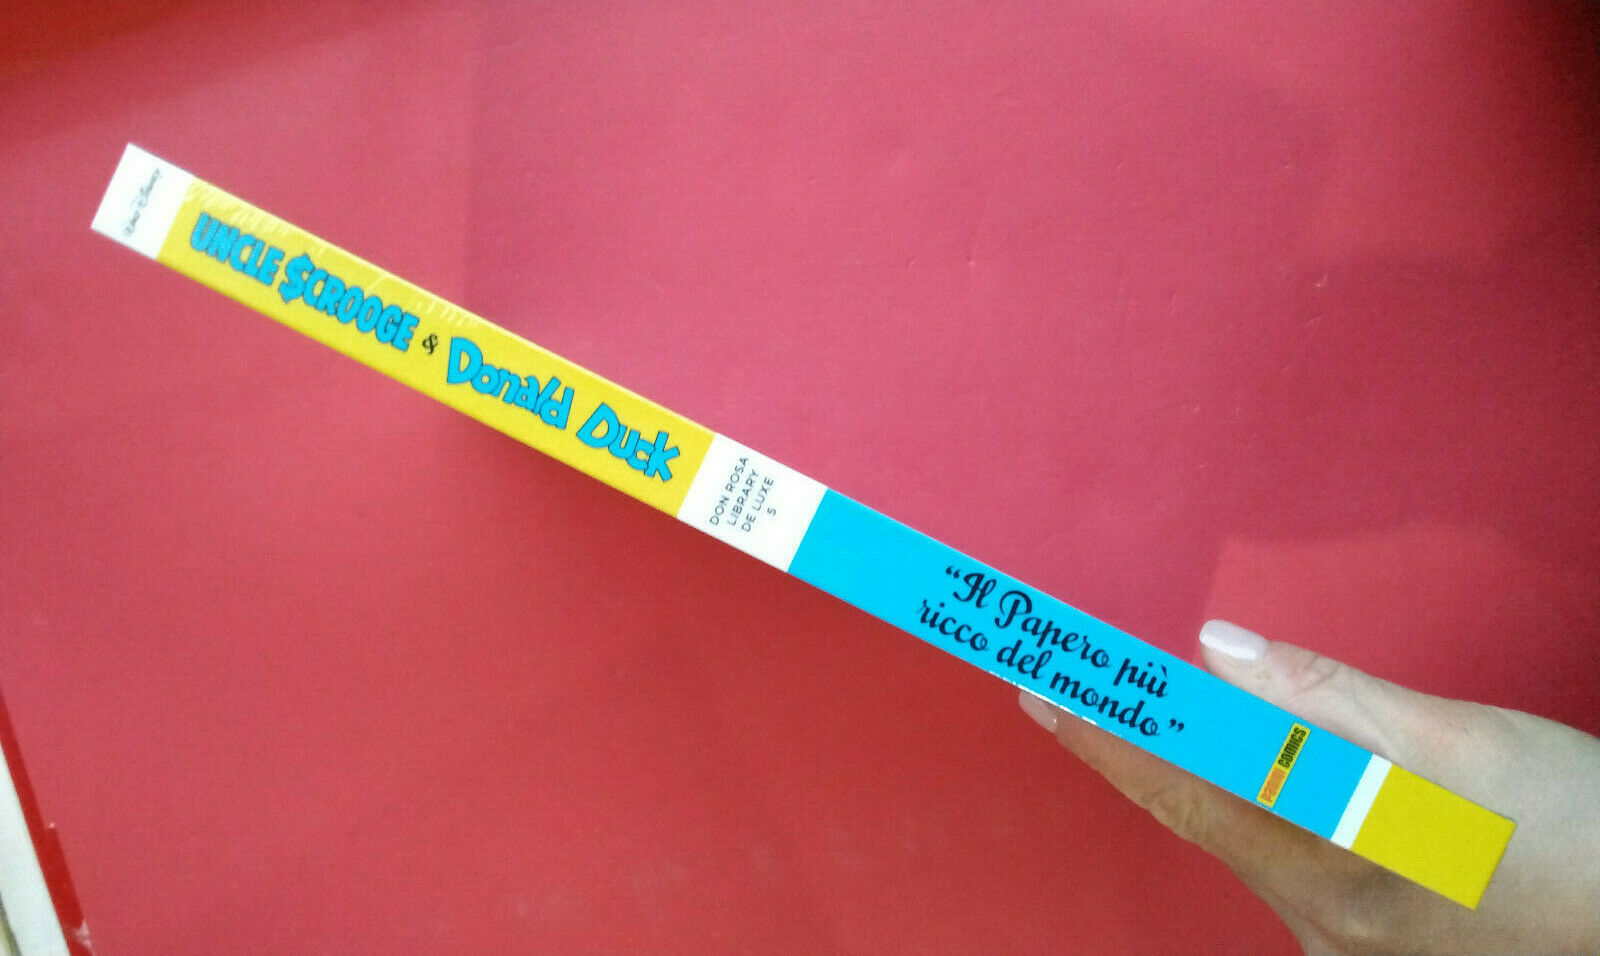 WALT DISNEY
UNCLE $CROOGE & Donald Duck
DON ROSA
LIBRARY
DE LUXE
5
"Il Papero più
ricco del mondo"
panini comics